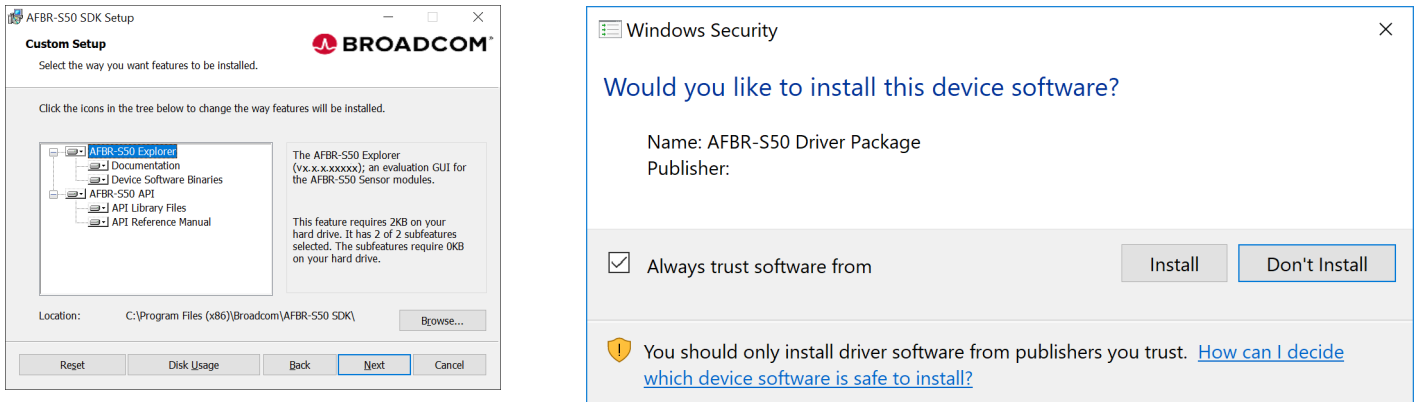 AFBR-S50 SDK Setup
Custom Setup
BROADCOM®
Select the way you want features to be installed.
Click the icons in the tree below to change the way features will be installed.
AFBR-S50 Explorer
Documentation
Device Software Binaries
AFBR-S50 API
API Library Files
API Reference Manual
The AFBR-S50 Explorer
(vx.x.x.xxxxx); an evaluation GUI for
the AFBR-S50 Sensor modules.
This feature requires 2KB on your
hard drive. It has 2 of 2 subfeatures
selected. The subfeatures require 0KB
on your hard drive.
Location: C:\Program Files (x86)\Broadcom\AFBR-S50 SDK\
Browse...
Reset Disk Usage Back Next Cancel
Windows Security
Would you like to install this device software?
Name: AFBR-S50 Driver Package
Publisher:
Always trust software from
Install Don't Install
You should only install driver software from publishers you trust. How can I decide
which device software is safe to install?